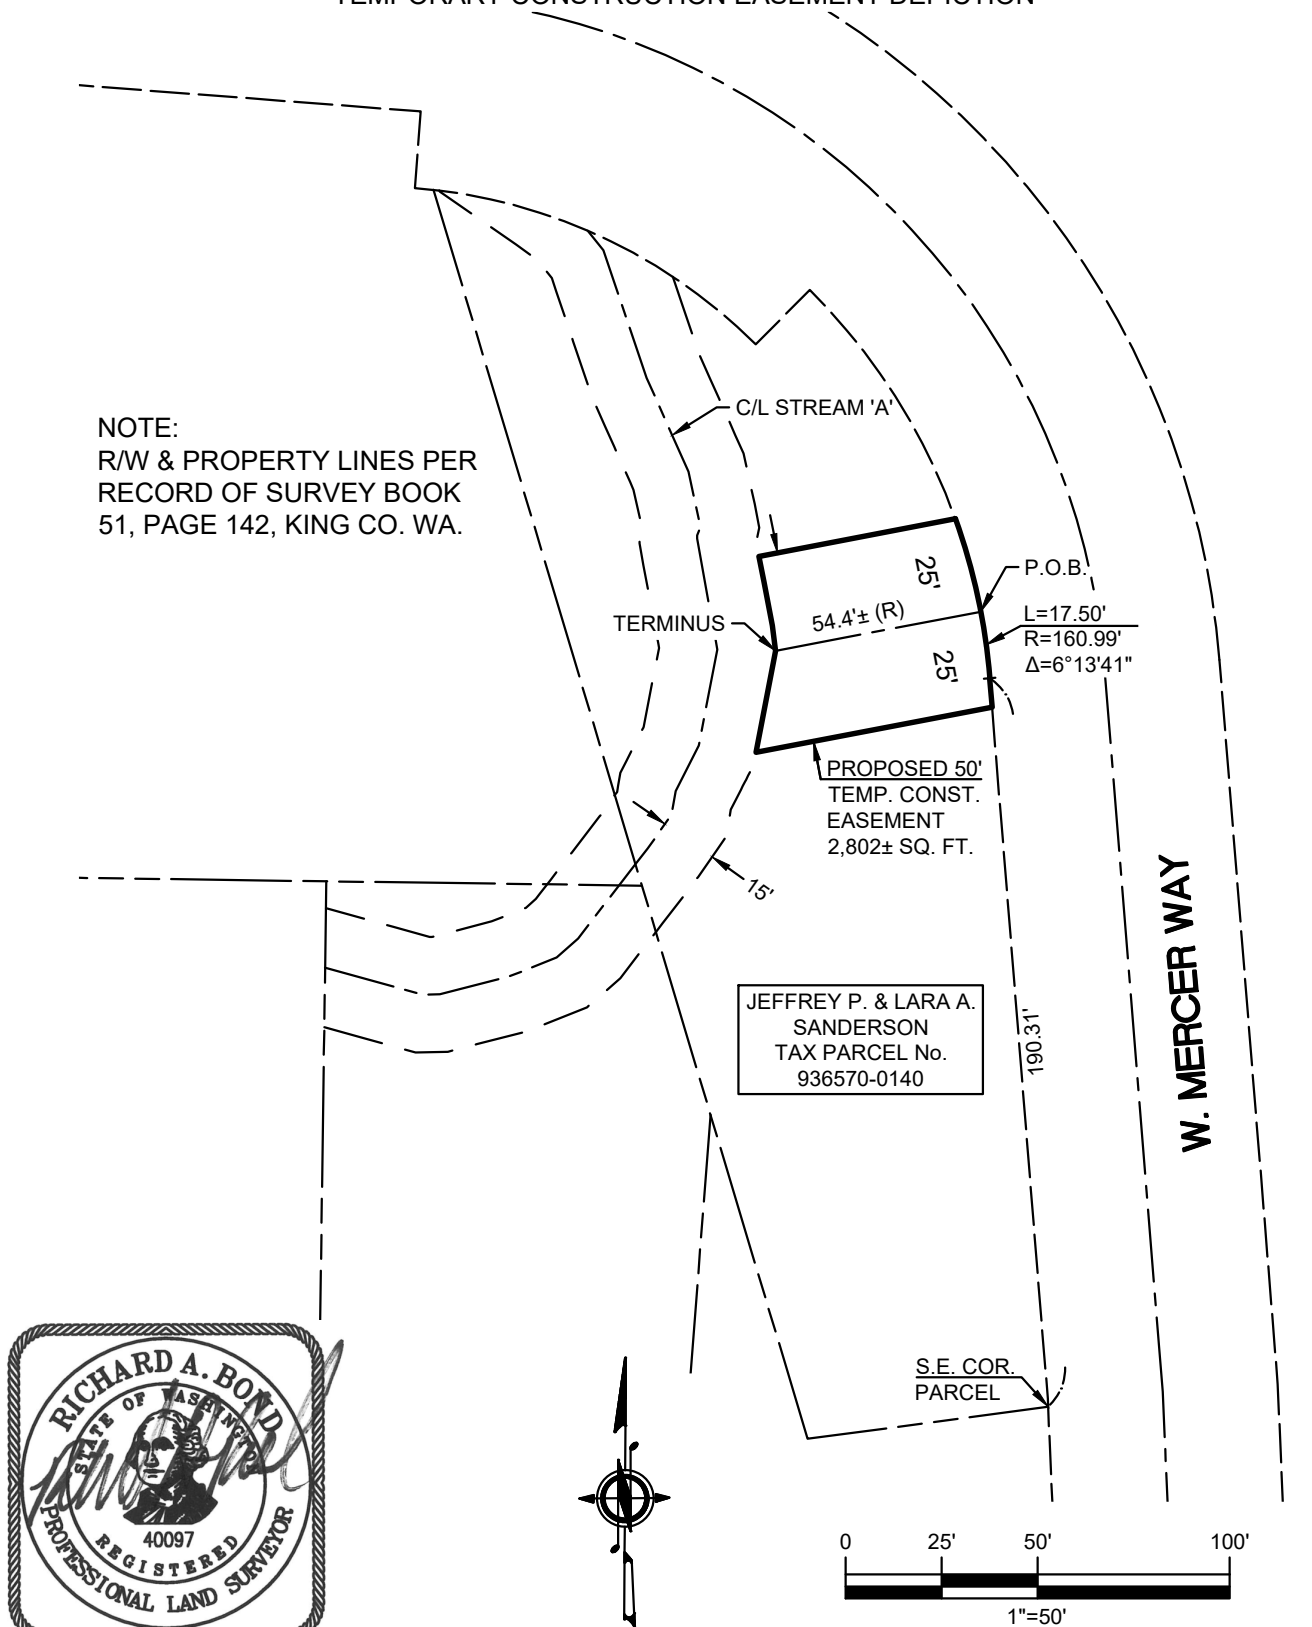 TEMPORARY CONSTRUCTION EASEMENT DEPICTION
NOTE:
R/W & PROPERTY LINES PER
RECORD OF SURVEY BOOK
51, PAGE 142, KING CO. WA.
C/L STREAM 'A'
25'
P.O.B.
54.4'± (R)
TERMINUS
L=17.50'
R=160.99'
Δ=6°13'41"
25'
PROPOSED 50'
TEMP. CONST.
EASEMENT
2,802± SQ. FT.
15'
W. MERCER WAY
JEFFREY P. & LARA A.
SANDERSON
TAX PARCEL No.
936570-0140
190.31'
S.E. COR.
PARCEL
RICHARD A. BOND
STATE OF WASHINGTON
40097
REGISTERED
PROFESSIONAL LAND SURVEYOR
0 25' 50' 100'
1"=50'